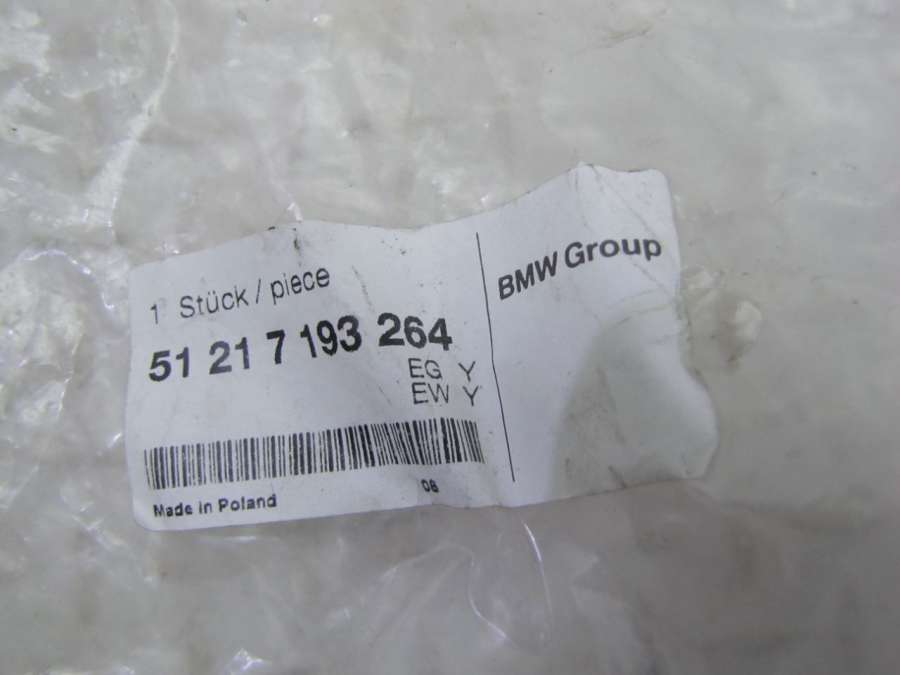 1 Stück / piece
51 21 7 193 264
EG Y
EW Y
Made in Poland
08
BMW Group